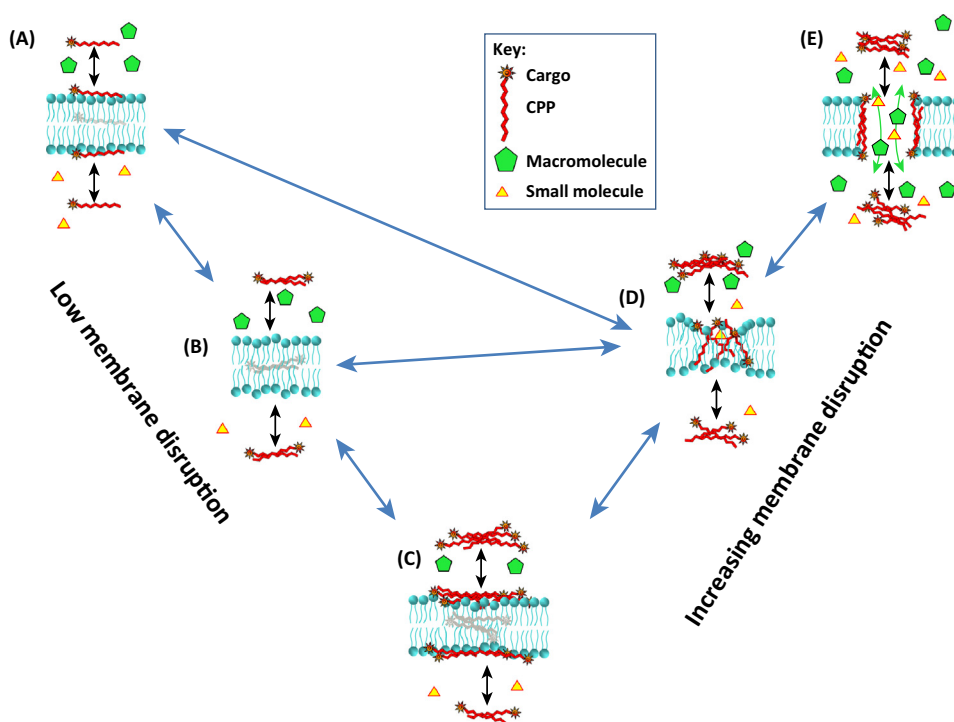 (A)
(E)
Key:
Cargo
CPP
Macromolecule
Small molecule
(D)
(B)
Low membrane disruption
Increasing membrane disruption
(C)